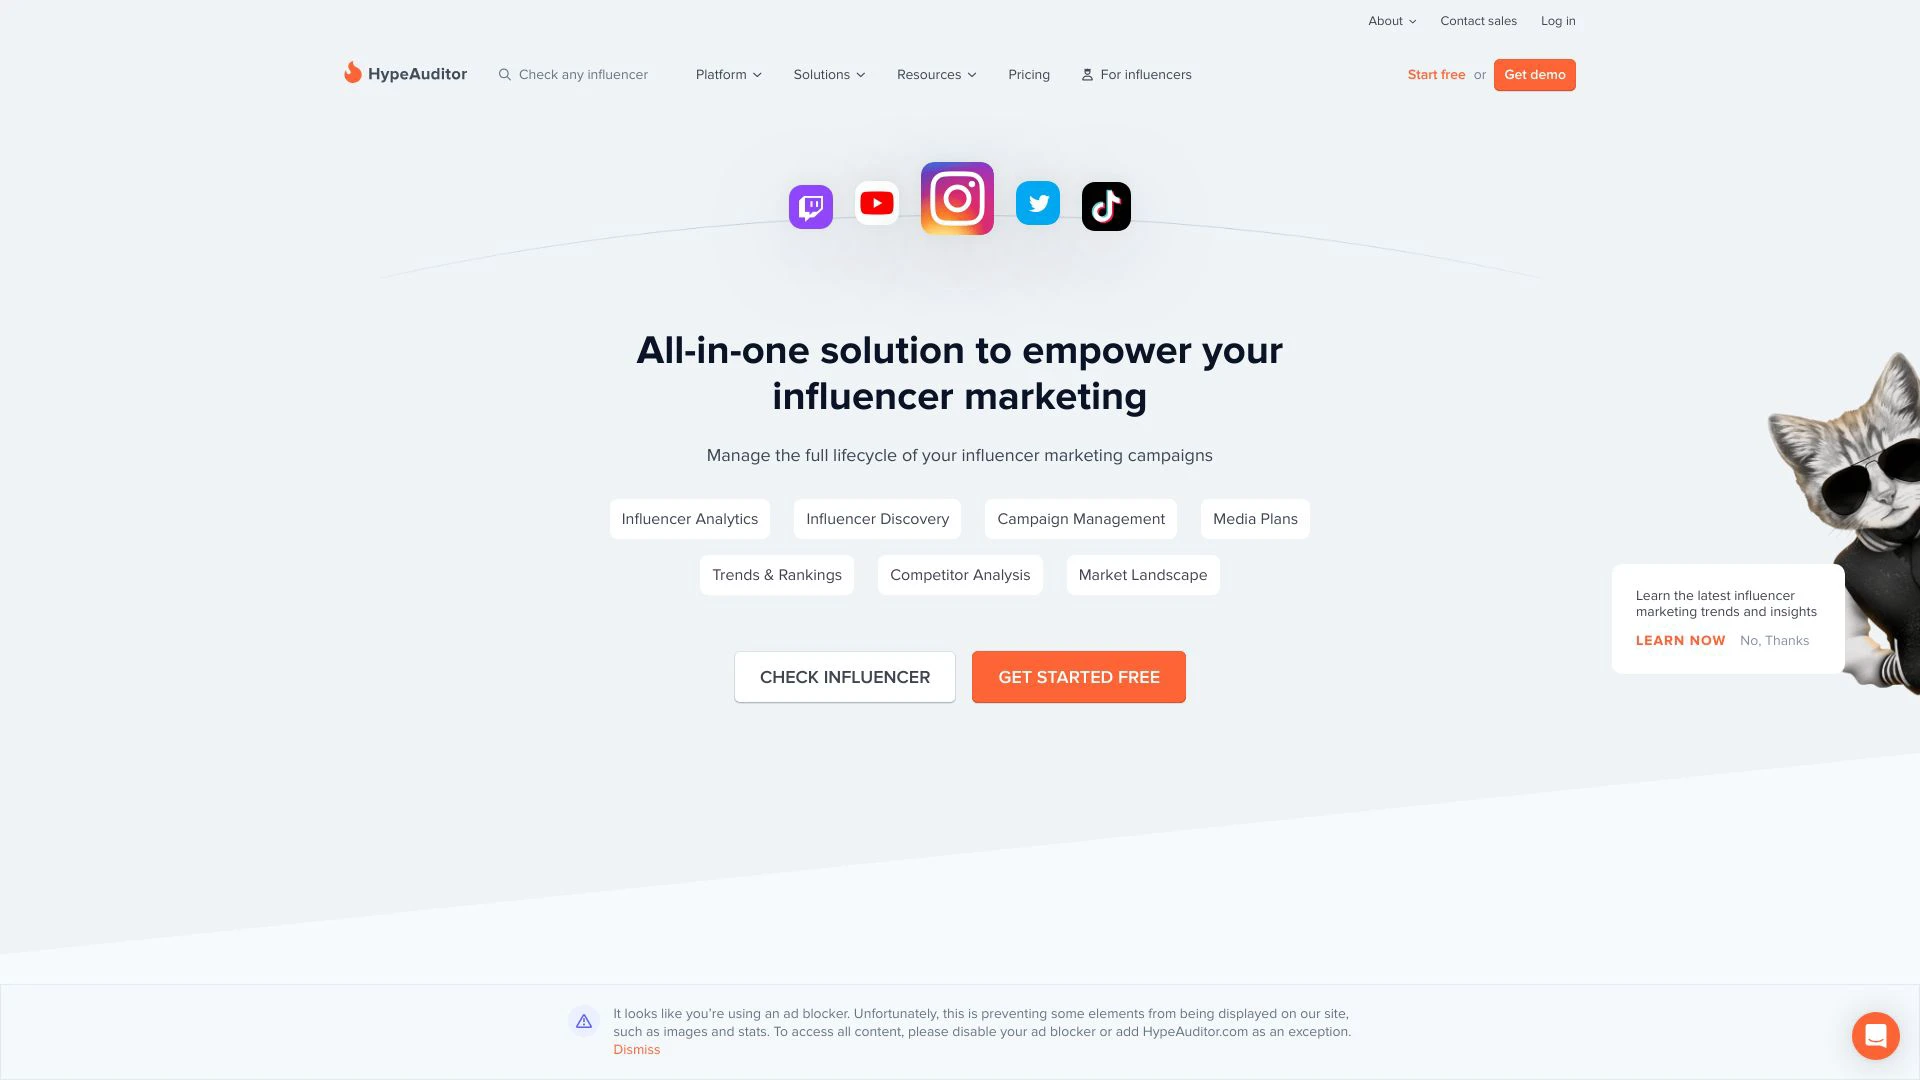 About
Contact sales
Log in
HypeAuditor
Check any influencer
Platform
Solutions
Resources
Pricing
For influencers
Start free or Get demo
All-in-one solution to empower your
influencer marketing
Manage the full lifecycle of your influencer marketing campaigns
Influencer Analytics
Influencer Discovery
Campaign Management
Media Plans
Trends & Rankings
Competitor Analysis
Market Landscape
Learn the latest influencer
marketing trends and insights
LEARN NOW No, Thanks
CHECK INFLUENCER
GET STARTED FREE
It looks like you’re using an ad blocker. Unfortunately, this is preventing some elements from being displayed on our site,
such as images and stats. To access all content, please disable your ad blocker or add HypeAuditor.com as an exception.
Dismiss